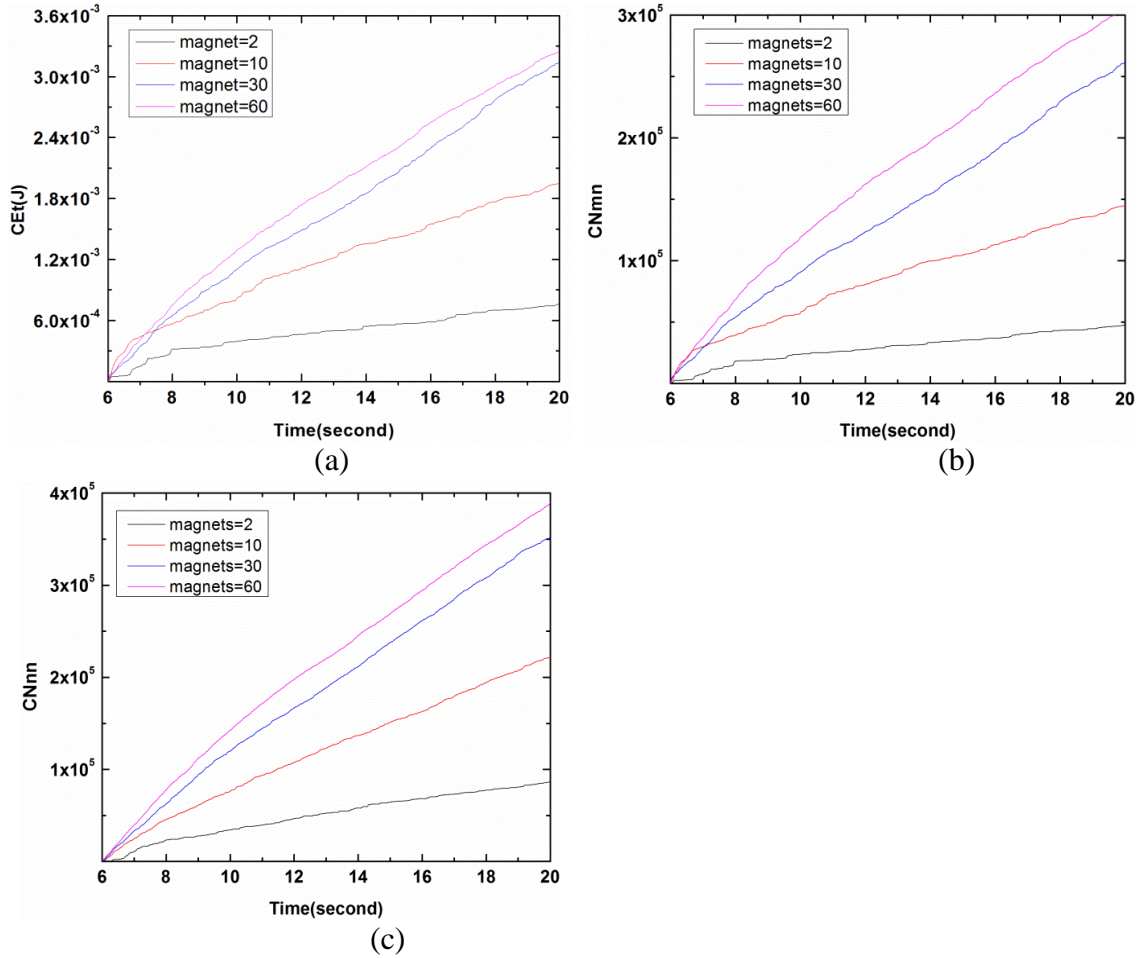 3.6x10⁻³
3.0x10⁻³
2.4x10⁻³
1.8x10⁻³
1.2x10⁻³
6.0x10⁻⁴
CEt(J)
magnet=2
magnet=10
magnet=30
magnet=60
6 8 10 12 14 16 18 20
Time(second)
(a)
3x10⁵
2x10⁵
1x10⁵
CNmn
magnets=2
magnets=10
magnets=30
magnets=60
6 8 10 12 14 16 18 20
Time(second)
(b)
4x10⁵
3x10⁵
2x10⁵
1x10⁵
CNnn
magnets=2
magnets=10
magnets=30
magnets=60
6 8 10 12 14 16 18 20
Time(second)
(c)